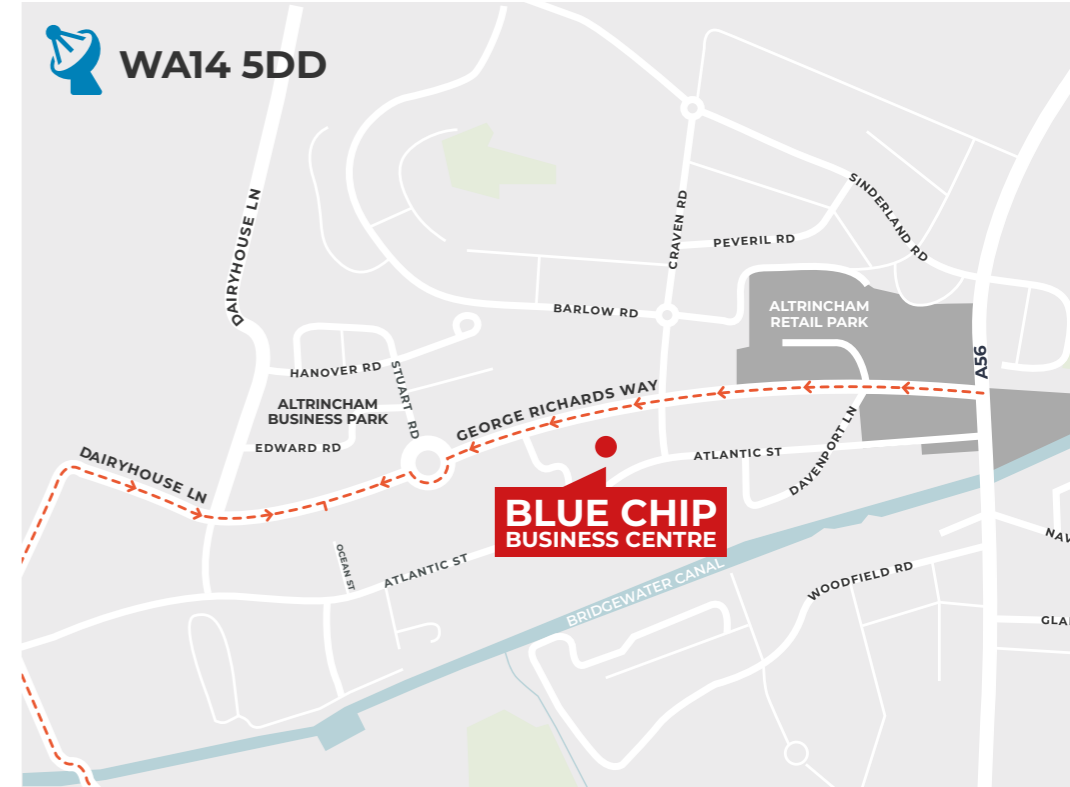 WA14 5DD
DAIRYHOUSE LN
SINDERLAND RD
CRAVEN RD
PEVERIL RD
BARLOW RD
ALTRINCHAM
RETAIL PARK
A56
HANOVER RD
STUART RD
ALTRINCHAM
BUSINESS PARK
GEORGE RICHARDS WAY
EDWARD RD
DAIRYHOUSE LN
ATLANTIC ST
DAVENPORT LN
BLUE CHIP
BUSINESS CENTRE
OCEAN ST
ATLANTIC ST
BRIDGEWATER CANAL
WOODFIELD RD
NAV
GLA